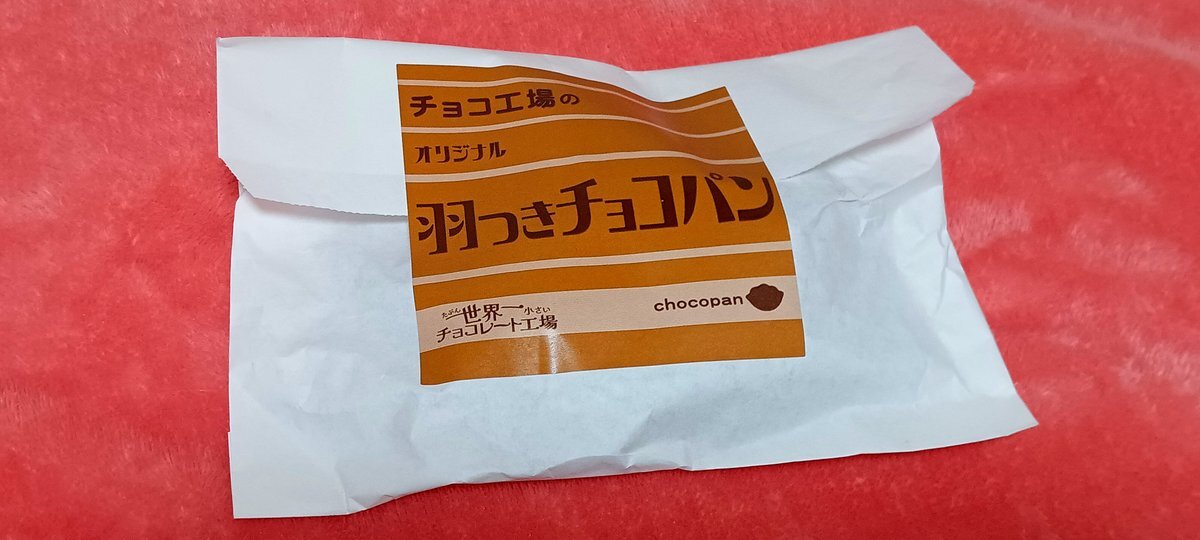 チョコ工場の
オリジナル
羽つきチョコパン
たぶん世界一小さい
チョコレート工場
chocopan